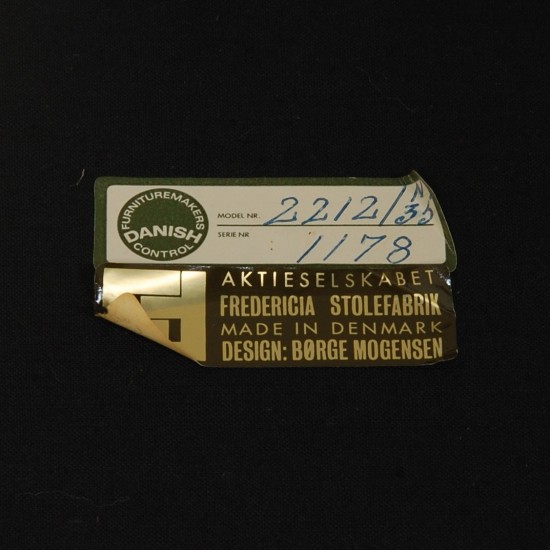 FURNITUREMAKERS
DANISH
CONTROL
MODEL NR. 2212/
SERIE NR 1178
AKTIESELSKABET
FREDERICIA STOLEFABRIK
MADE IN DENMARK
DESIGN: BØRGE MOGENSEN